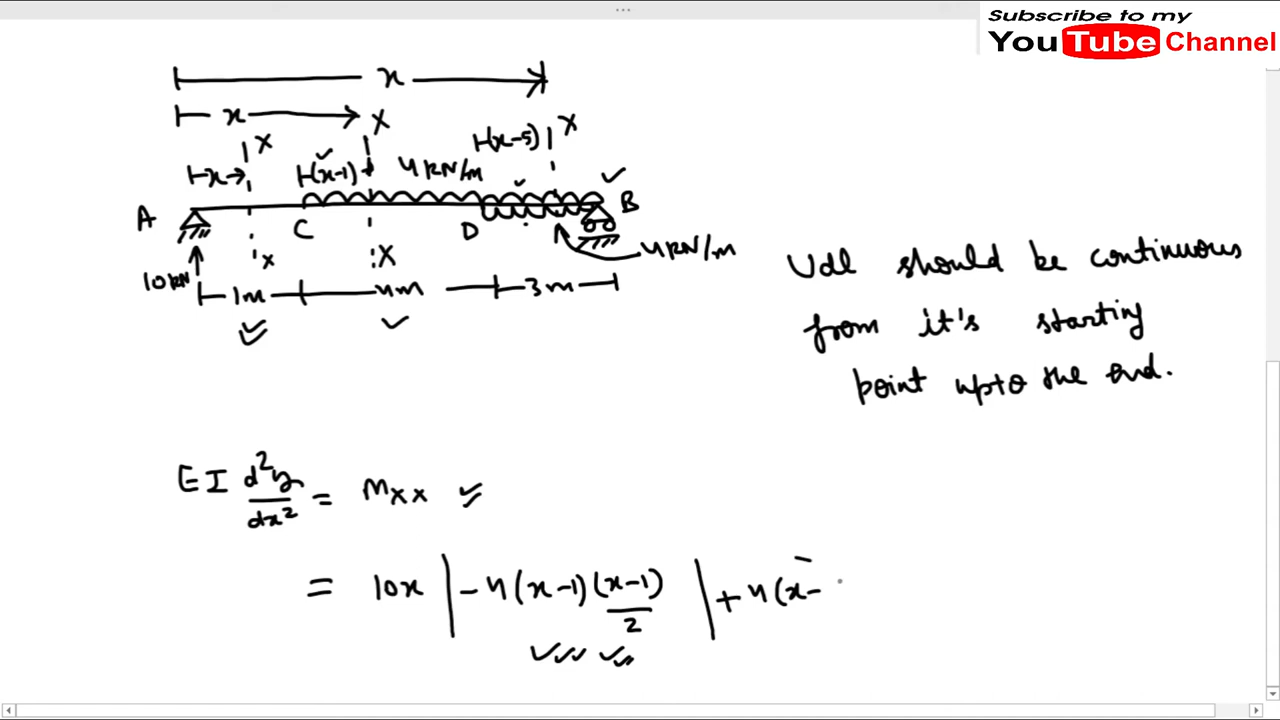 Subscribe to my
YouTube Channel
x
x X
X H(x-5) X
x H(x-1) 4 kN/m
A C D B
10 kN x X 4 kN/m
1m 4m 3m
Udl should be continuous
from it's starting
point upto the end.
EI d²y/dx² = Mxx
= 10x | - 4(x-1)(x-1)/2 | + 4(x-